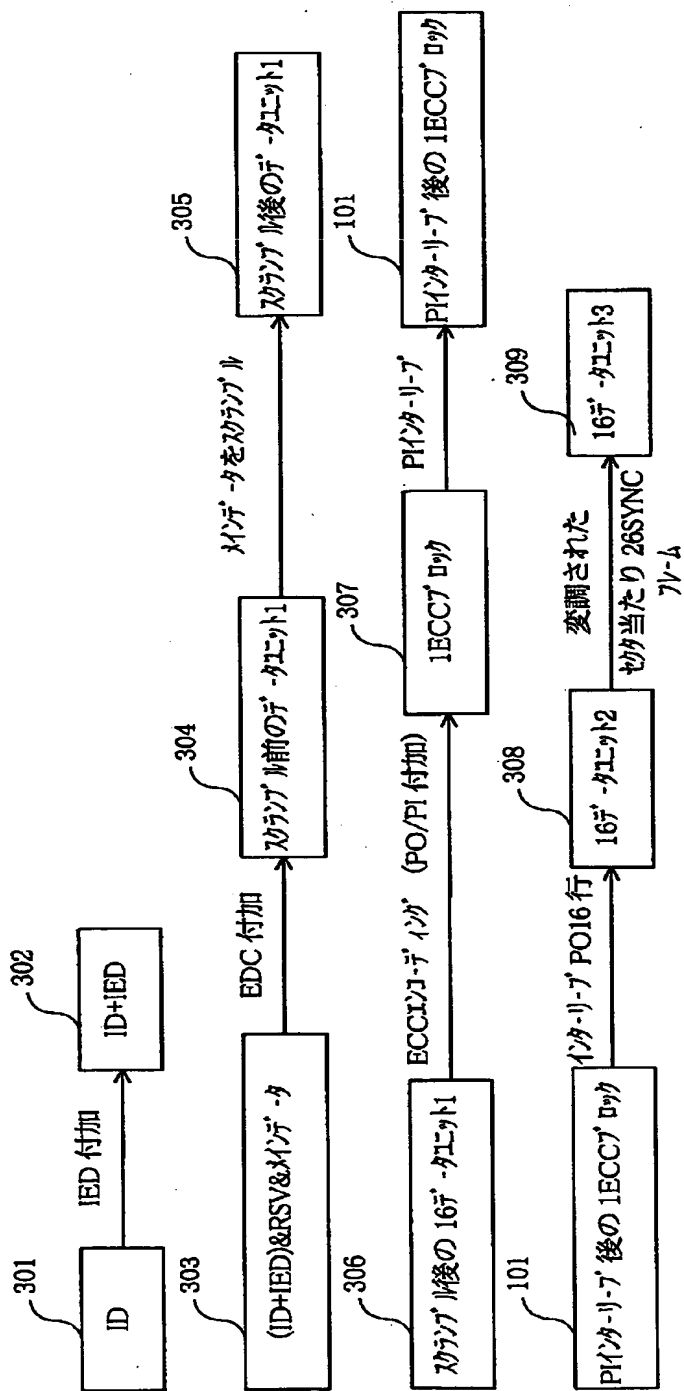 301
ID
IED 付加
302
ID+IED
303
(ID+IED)&RSV&メインデータ
EDC 付加
304
スクランブル前のデータユニット1
メインデータをスクランブル
305
スクランブル後のデータユニット1
306
スクランブル後の 16データユニット1
ECCエンコーディング (PO/PI 付加)
307
1ECCブロック
PIインターリーブ
101
PIインターリーブ後の 1ECCブロック
101
PIインターリーブ後の 1ECCブロック
インターリーブ PO16 行
308
16データユニット2
変調された
セクタ当たり 26SYNC
フレーム
309
16データユニット3